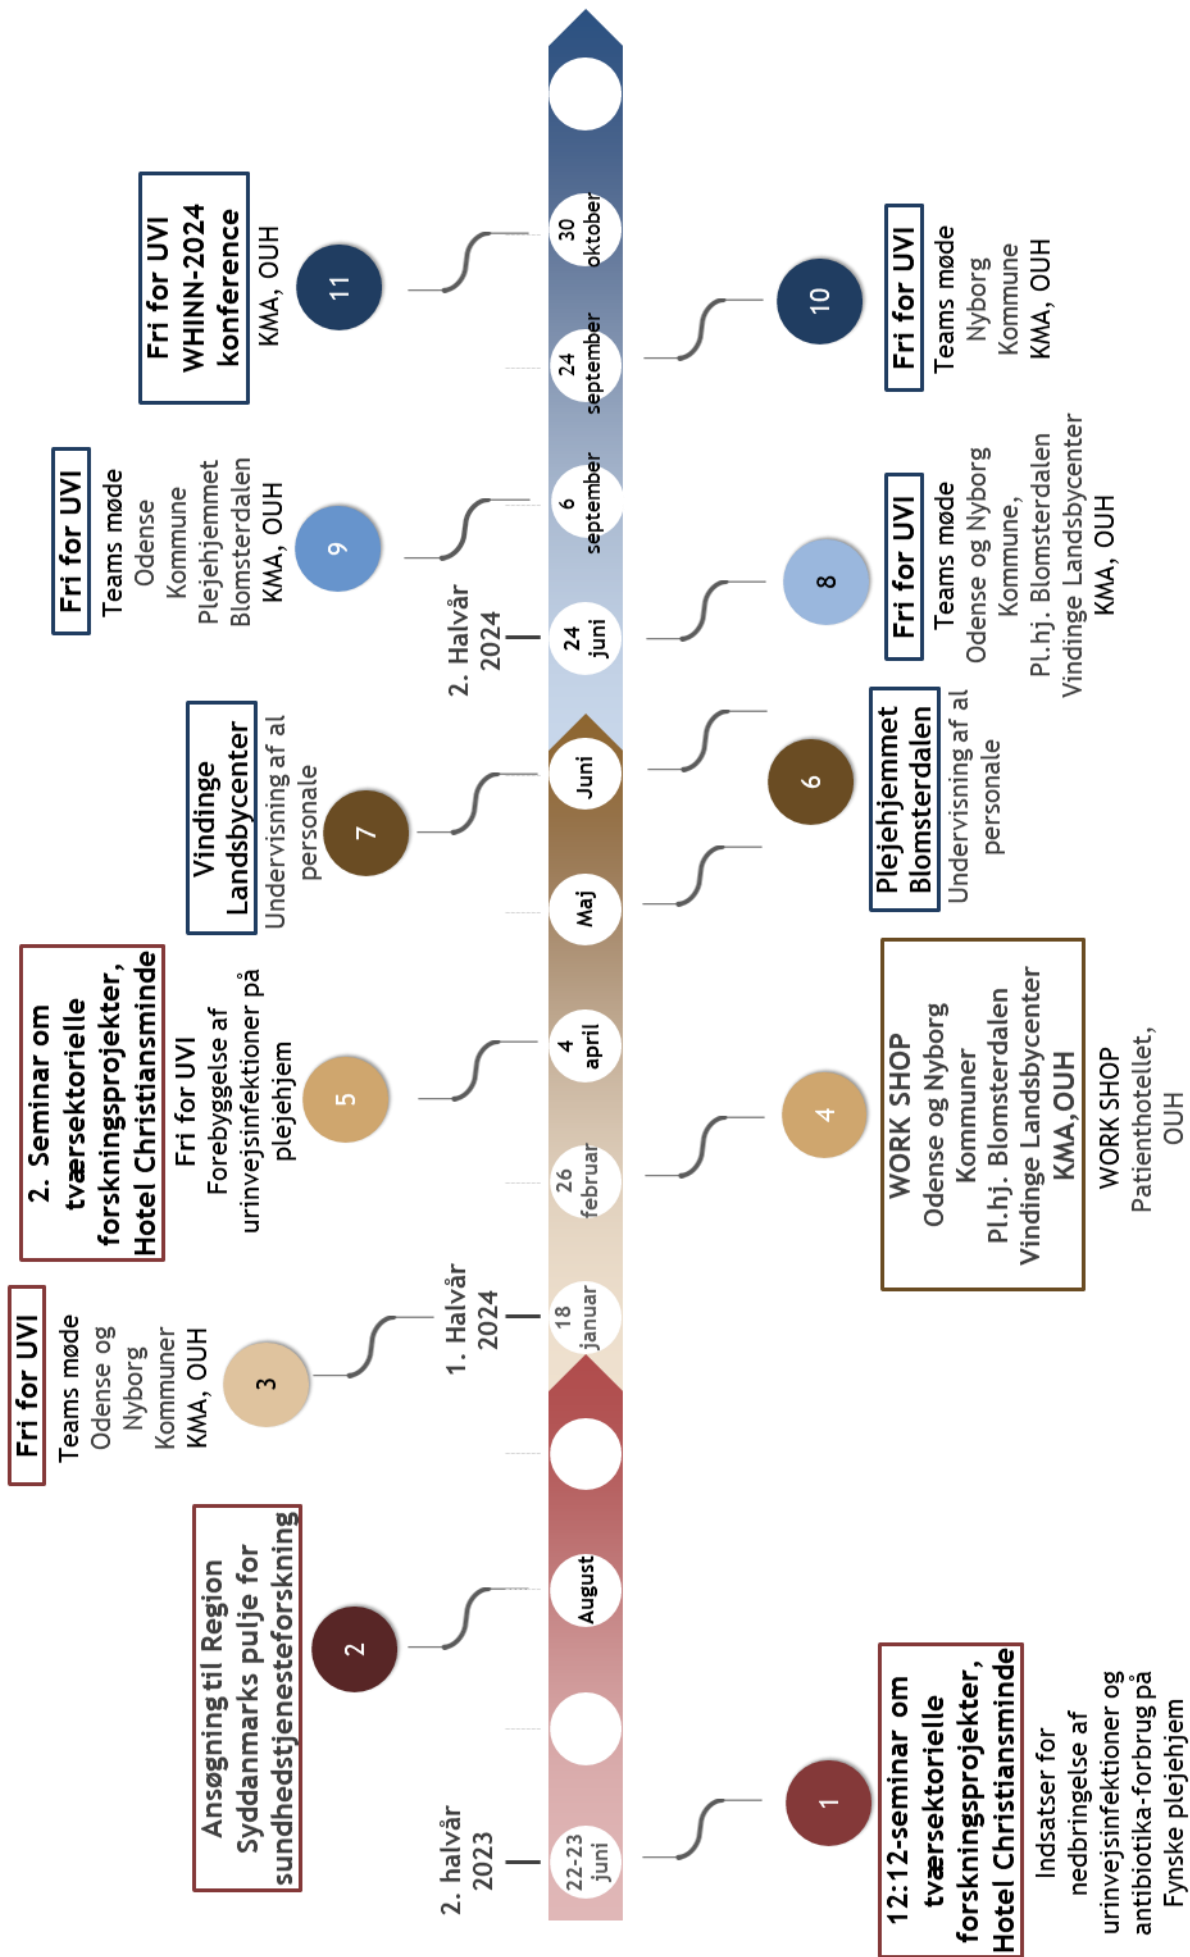 2. halvår
2023
22-23
juni
1
12:12-seminar om
tværsektorielle
forskningsprojekter,
Hotel Christiansminde
Indsatser for
nedbringelse af
urinvejsinfektioner og
antibiotika-forbrug på
Fynske plejehjem
Ansøgning til Region
Syddanmarks pulje for
sundhedstjenesteforskning
2
August
Fri for UVI
Teams møde
Odense og
Nyborg
Kommuner
KMA, OUH
3
1. Halvår
2024
18
januar
26
februar
4
WORK SHOP
Odense og Nyborg
Kommuner
Pl.hj. Blomsterdalen
Vindinge Landsbycenter
KMA,OUH
WORK SHOP
Patienthotellet,
OUH
2. Seminar om
tværsektorielle
forskningsprojekter,
Hotel Christiansminde
Fri for UVI
Forebyggelse af
urinvejsinfektioner på
plejehjem
5
4
april
Maj
6
Plejehjemmet
Blomsterdalen
Undervisning af al
personale
Vindinge
Landsbycenter
Undervisning af al
personale
7
Juni
2. Halvår
2024
24
juni
8
Fri for UVI
Teams møde
Odense og Nyborg
Kommune,
Pl.hj. Blomsterdalen
Vindinge Landsbycenter
KMA, OUH
Fri for UVI
Teams møde
Odense
Kommune
Plejehjemmet
Blomsterdalen
KMA, OUH
9
6
september
24
september
10
Fri for UVI
Teams møde
Nyborg
Kommune
KMA, OUH
Fri for UVI
WHINN-2024
konference
KMA, OUH
11
30
oktober